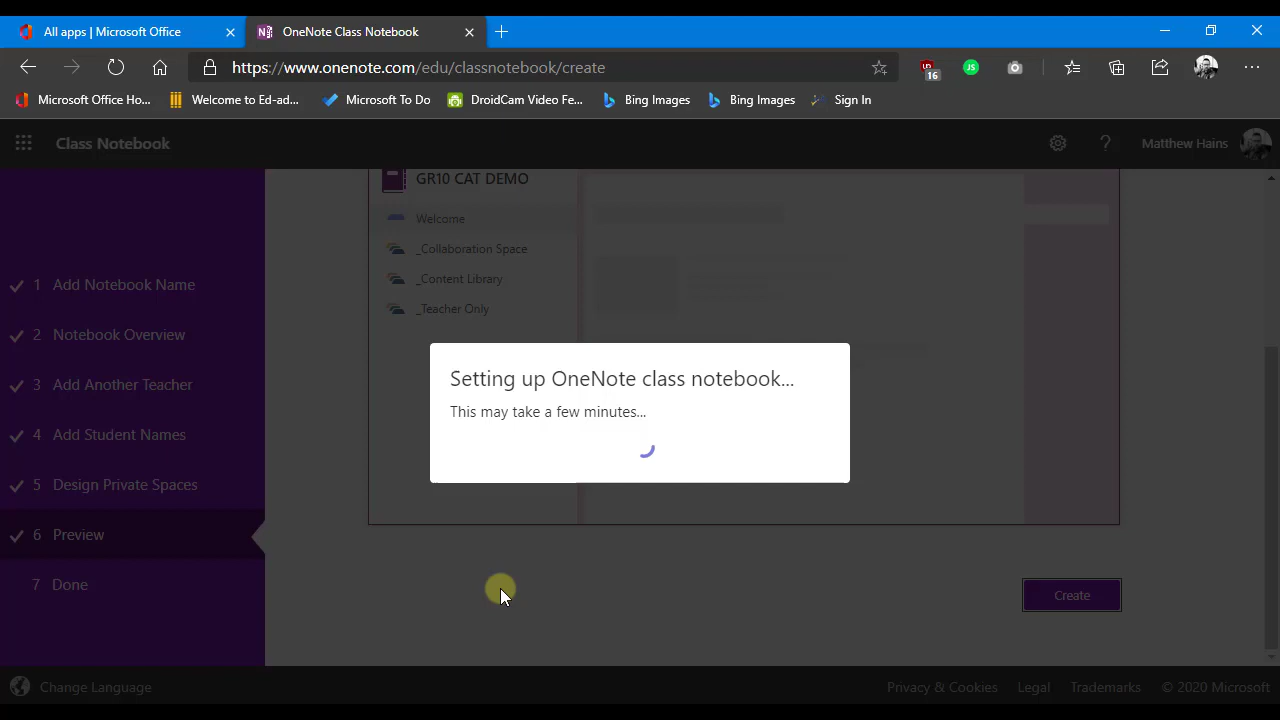 All apps | Microsoft Office
OneNote Class Notebook
https://www.onenote.com/edu/classnotebook/create
16
JS
Microsoft Office Ho...
Welcome to Ed-ad...
Microsoft To Do
DroidCam Video Fe...
Bing Images
Bing Images
Sign In
Class Notebook
?
Matthew Hains
GR10 CAT DEMO
Welcome
_Collaboration Space
_Content Library
_Teacher Only
1 Add Notebook Name
2 Notebook Overview
3 Add Another Teacher
4 Add Student Names
5 Design Private Spaces
6 Preview
7 Done
Setting up OneNote class notebook...
This may take a few minutes...
Create
Change Language
Privacy & Cookies
Legal
Trademarks
© 2020 Microsoft